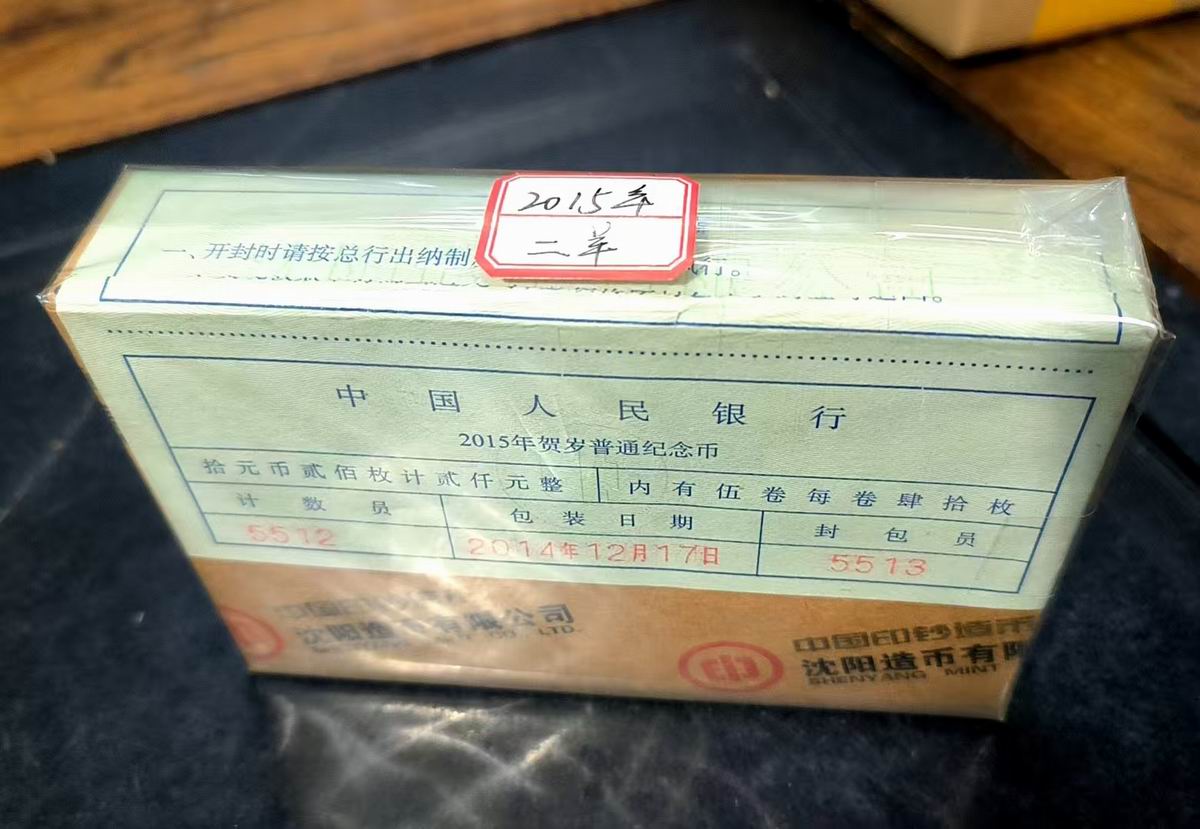 2015年
二羊
一、开封时请按总行出纳制
中国人民银行
2015年贺岁普通纪念币
拾元币贰佰枚计贰仟元整 内有伍卷每卷肆拾枚
计数员 包装日期 封包员
5512 2014年12月17日 5513
沈阳造币有限公司
CO., LTD.
中国印钞造币
沈阳造币有限
SHENYANG MINT